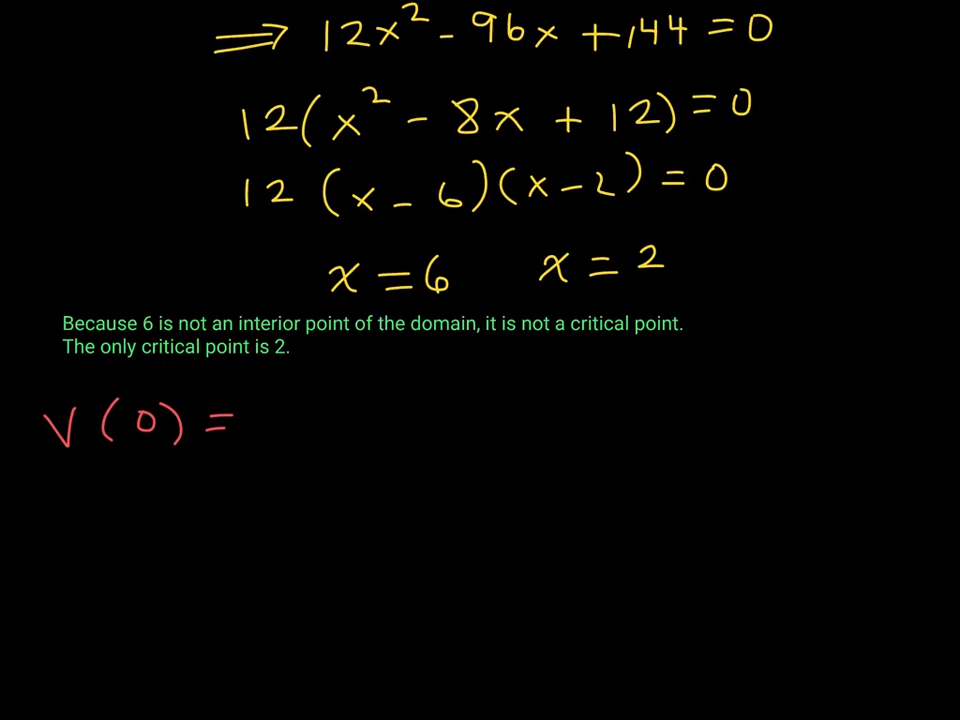 ⟹ 12x² - 96x + 144 = 0
12(x² - 8x + 12) = 0
12 (x - 6)(x - 2) = 0
x = 6 x = 2
Because 6 is not an interior point of the domain, it is not a critical point.
The only critical point is 2.
V(0) =